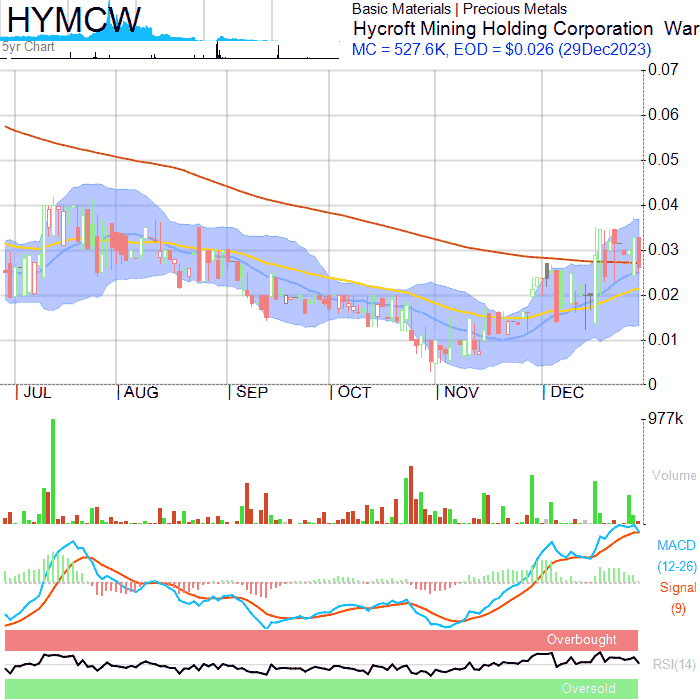 HYMCW
5yr Chart
Basic Materials | Precious Metals
Hycroft Mining Holding Corporation War
MC = 527.6K, EOD = $0.026 (29Dec2023)
0.07
0.06
0.05
0.04
0.03
0.02
0.01
0
JUL AUG SEP OCT NOV DEC
977k
Volume
MACD
(12-26)
Signal
(9)
Overbought
RSI(14)
Oversold